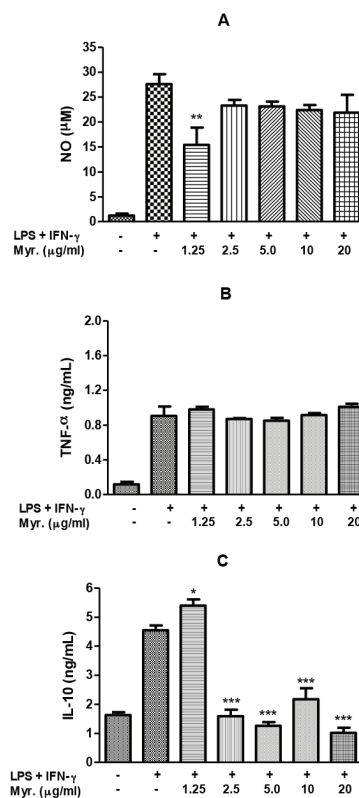 A
NO (μM)
35
30
25
20
15
10
5
0
**
LPS + IFN-γ - + + + + + +
Myr. (μg/ml) - - 1.25 2.5 5.0 10 20
B
TNF-α (ng/mL)
2.0
1.6
1.2
0.8
0.4
0.0
LPS + IFN-γ - + + + + + +
Myr. (μg/ml) - - 1.25 2.5 5.0 10 20
C
IL-10 (ng/mL)
6
5
4
3
2
1
0
* *** *** *** ***
LPS + IFN-γ - + + + + + +
Myr. (μg/ml) - - 1.25 2.5 5.0 10 20